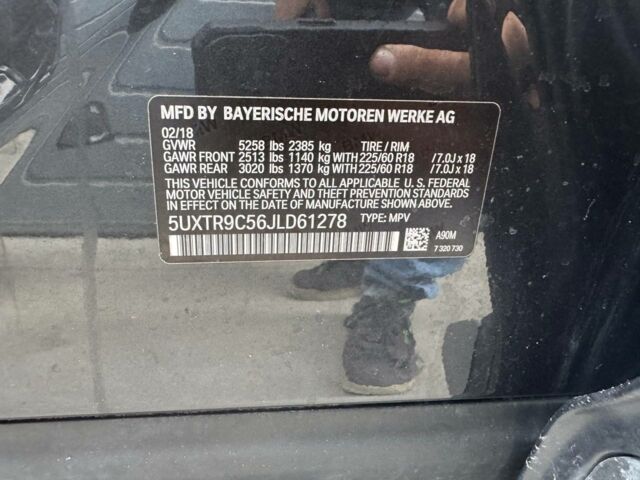 MFD BY BAYERISCHE MOTOREN WERKE AG
02/18
GVWR 5258 lbs 2385 kg TIRE / RIM
GAWR FRONT 2513 lbs 1140 kg WITH 225/60 R18 /7.0J x 18
GAWR REAR 3020 lbs 1370 kg WITH 225/60 R18 /7.0J x 18
THIS VEHICLE CONFORMS TO ALL APPLICABLE U. S. FEDERAL
MOTOR VEHICLE SAFETY AND THEFT PREVENTION STANDARDS
IN EFFECT ON THE DATE OF MANUFACTURE SHOWN ABOVE.
5UXTR9C56JLD61278 TYPE: MPV
A90M
7 320 730